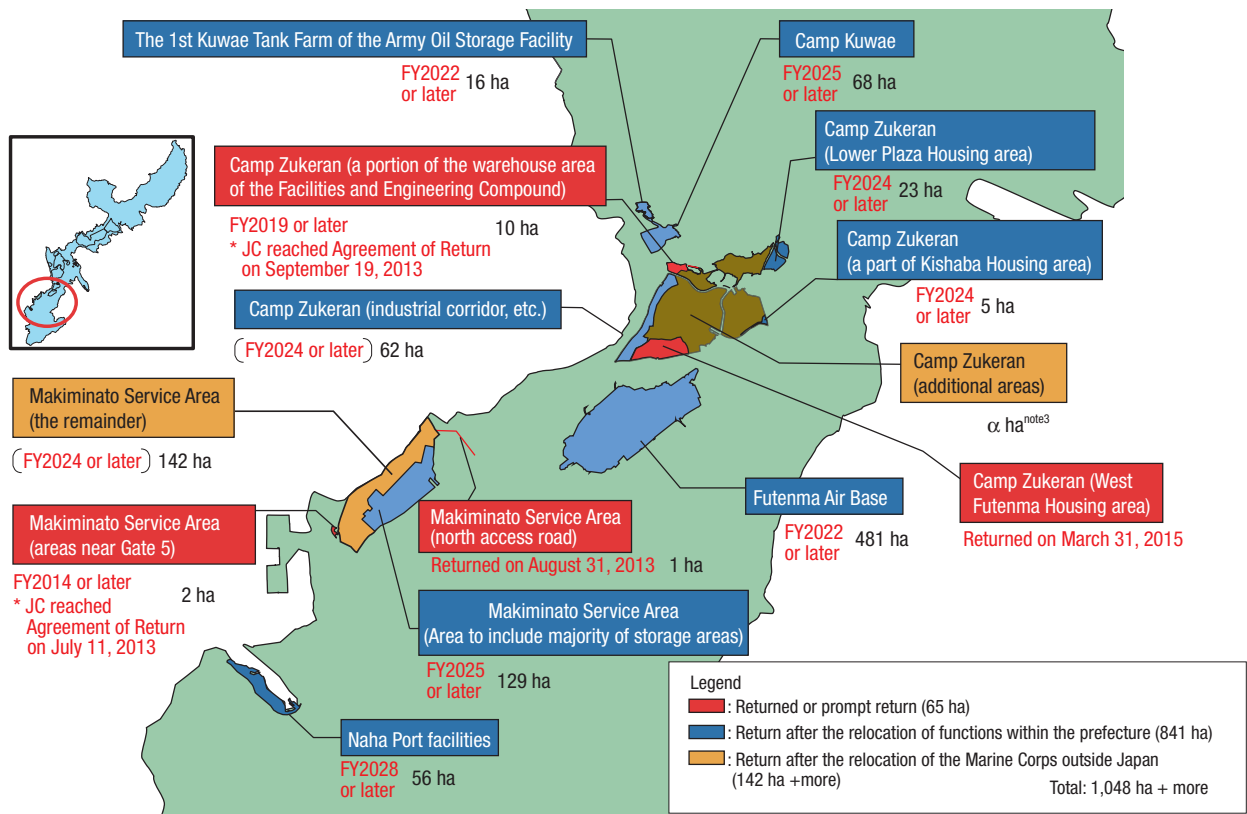 The 1st Kuwae Tank Farm of the Army Oil Storage Facility
FY2022
or later
16 ha
Camp Kuwae
FY2025
or later
68 ha
Camp Zukeran
(Lower Plaza Housing area)
FY2024
or later
23 ha
Camp Zukeran (a portion of the warehouse area
of the Facilities and Engineering Compound)
FY2019 or later
10 ha
* JC reached Agreement of Return
on September 19, 2013
Camp Zukeran
(a part of Kishaba Housing area)
FY2024
or later
5 ha
Camp Zukeran (industrial corridor, etc.)
(FY2024 or later) 62 ha
Camp Zukeran
(additional areas)
α ha note3
Makiminato Service Area
(the remainder)
(FY2024 or later) 142 ha
Camp Zukeran (West
Futenma Housing area)
Returned on March 31, 2015
Futenma Air Base
FY2022
or later
481 ha
Makiminato Service Area
(areas near Gate 5)
FY2014 or later
2 ha
* JC reached
Agreement of Return
on July 11, 2013
Makiminato Service Area
(north access road)
Returned on August 31, 2013 1 ha
Makiminato Service Area
(Area to include majority of storage areas)
FY2025
or later
129 ha
Naha Port facilities
FY2028
or later
56 ha
Legend
: Returned or prompt return (65 ha)
: Return after the relocation of functions within the prefecture (841 ha)
: Return after the relocation of the Marine Corps outside Japan
(142 ha +more)
Total: 1,048 ha + more